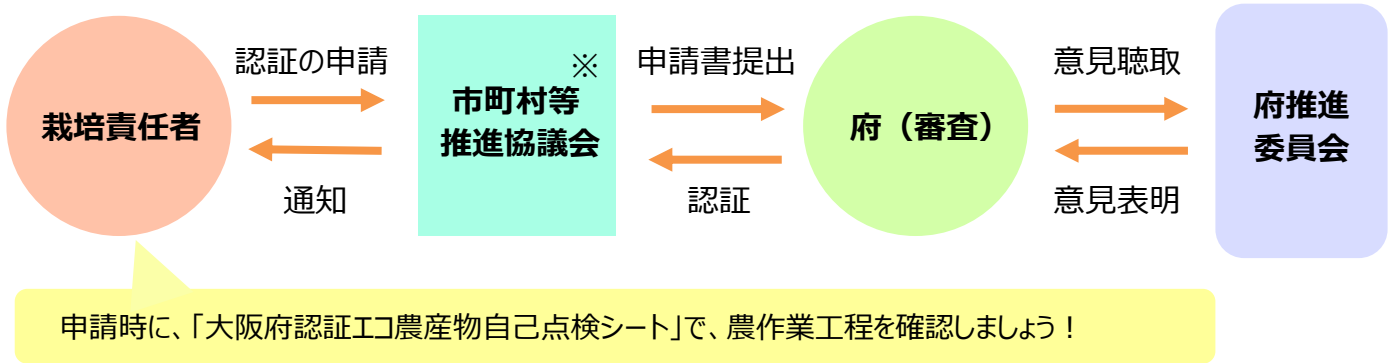 栽培責任者
認証の申請
通知
※
市町村等
推進協議会
申請書提出
認証
府（審査）
意見聴取
意見表明
府推進
委員会
申請時に、「大阪府認証エコ農産物自己点検シート」で、農作業工程を確認しましょう！